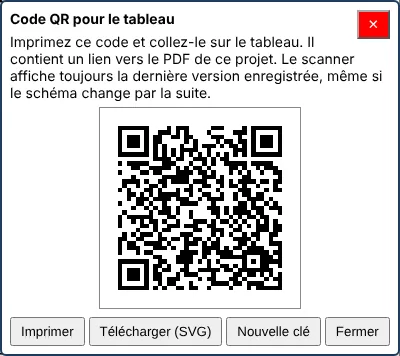 Code QR pour le tableau
×
Imprimez ce code et collez-le sur le tableau. Il
contient un lien vers le PDF de ce projet. Le scanner
affiche toujours la dernière version enregistrée, même si
le schéma change par la suite.
Imprimer
Télécharger (SVG)
Nouvelle clé
Fermer